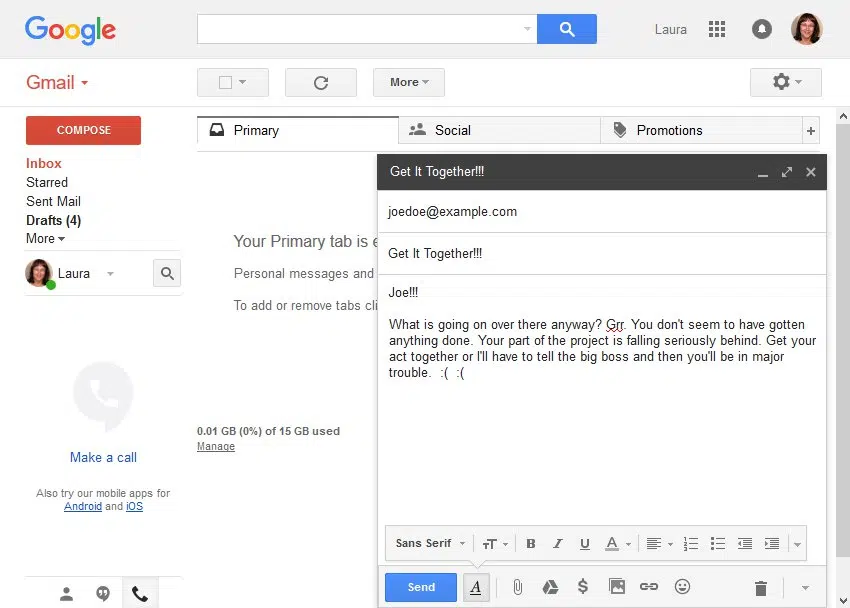 Google
Laura
Gmail
More
COMPOSE
Primary
Social
Promotions
+
Inbox
Starred
Sent Mail
Drafts (4)
More
Laura
Your Primary tab is e
Personal messages and
To add or remove tabs cli
0.01 GB (0%) of 15 GB used
Manage
Make a call
Also try our mobile apps for
Android and iOS
Get It Together!!!
joedoe@example.com
Get It Together!!!
Joe!!!
What is going on over there anyway? Grr. You don't seem to have gotten
anything done. Your part of the project is falling seriously behind. Get your
act together or I'll have to tell the big boss and then you'll be in major
trouble.  :(  :(
Sans Serif
Send